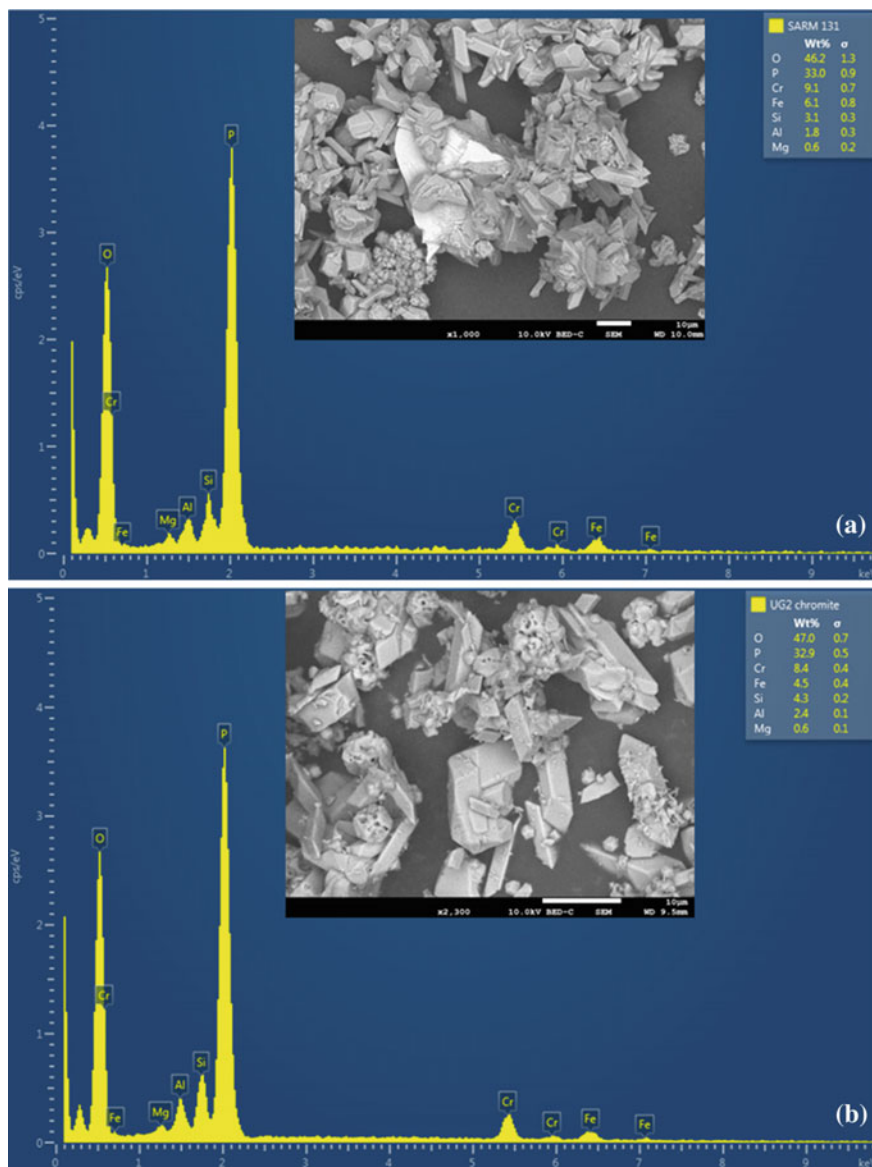 SARM 131
Wt% σ
O 46.2 1.3
P 33.0 0.9
Cr 9.1 0.7
Fe 6.1 0.8
Si 3.1 0.3
Al 1.8 0.3
Mg 0.6 0.2
cps/eV
5
4
3
2
1
0
P
O
Cr
Fe
Mg
Al
Si
Cr
Cr
Fe
Fe
x1,000 10.0kV BED-C SEM 10µm WD 10.0mm
(a)
0 1 2 3 4 5 6 7 8 9 keV
UG2 chromite
Wt% σ
O 47.0 0.7
P 32.9 0.5
Cr 8.4 0.4
Fe 4.5 0.4
Si 4.3 0.2
Al 2.4 0.1
Mg 0.6 0.1
cps/eV
5
4
3
2
1
0
P
O
Cr
Fe
Mg
Al
Si
Cr
Cr
Fe
Fe
x2,300 10.0kV BED-C SEM 10µm WD 9.5mm
(b)
0 1 2 3 4 5 6 7 8 9